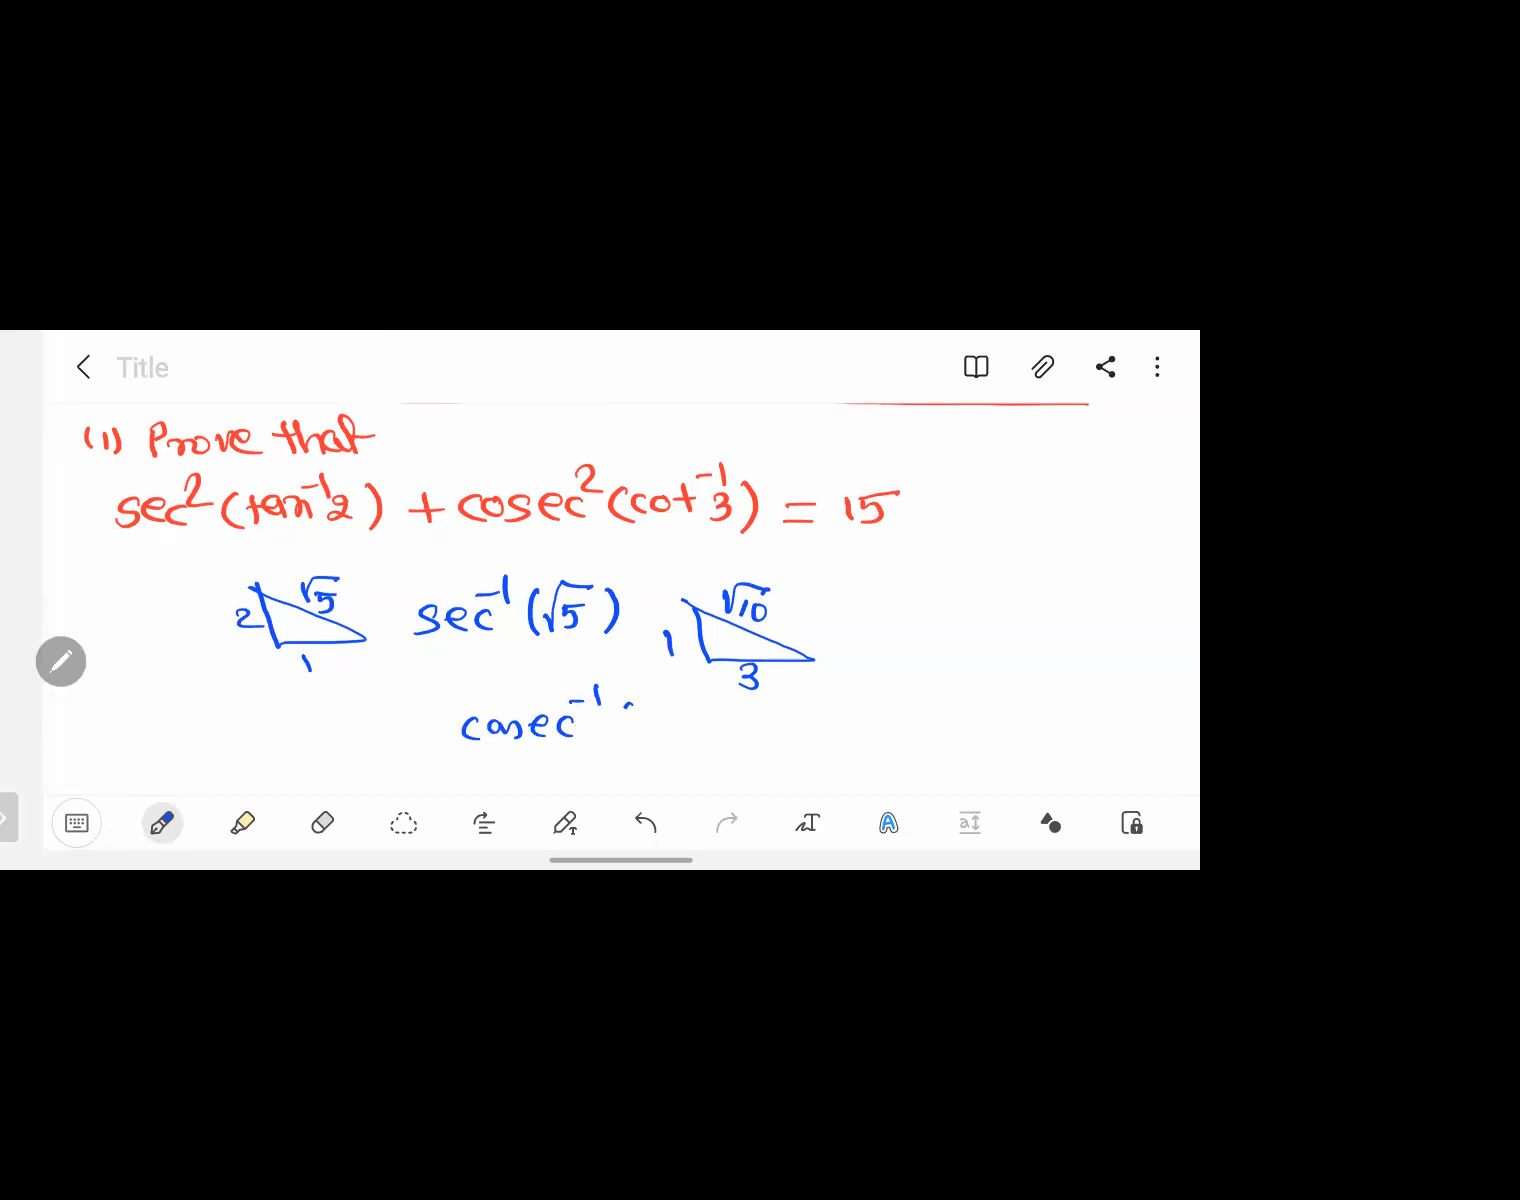 Title
(1) Prove that
sec²(tan⁻¹2) + cosec²(cot⁻¹3) = 15
2 √5 1 sec⁻¹(√5) 1 √10 3
cosec⁻¹